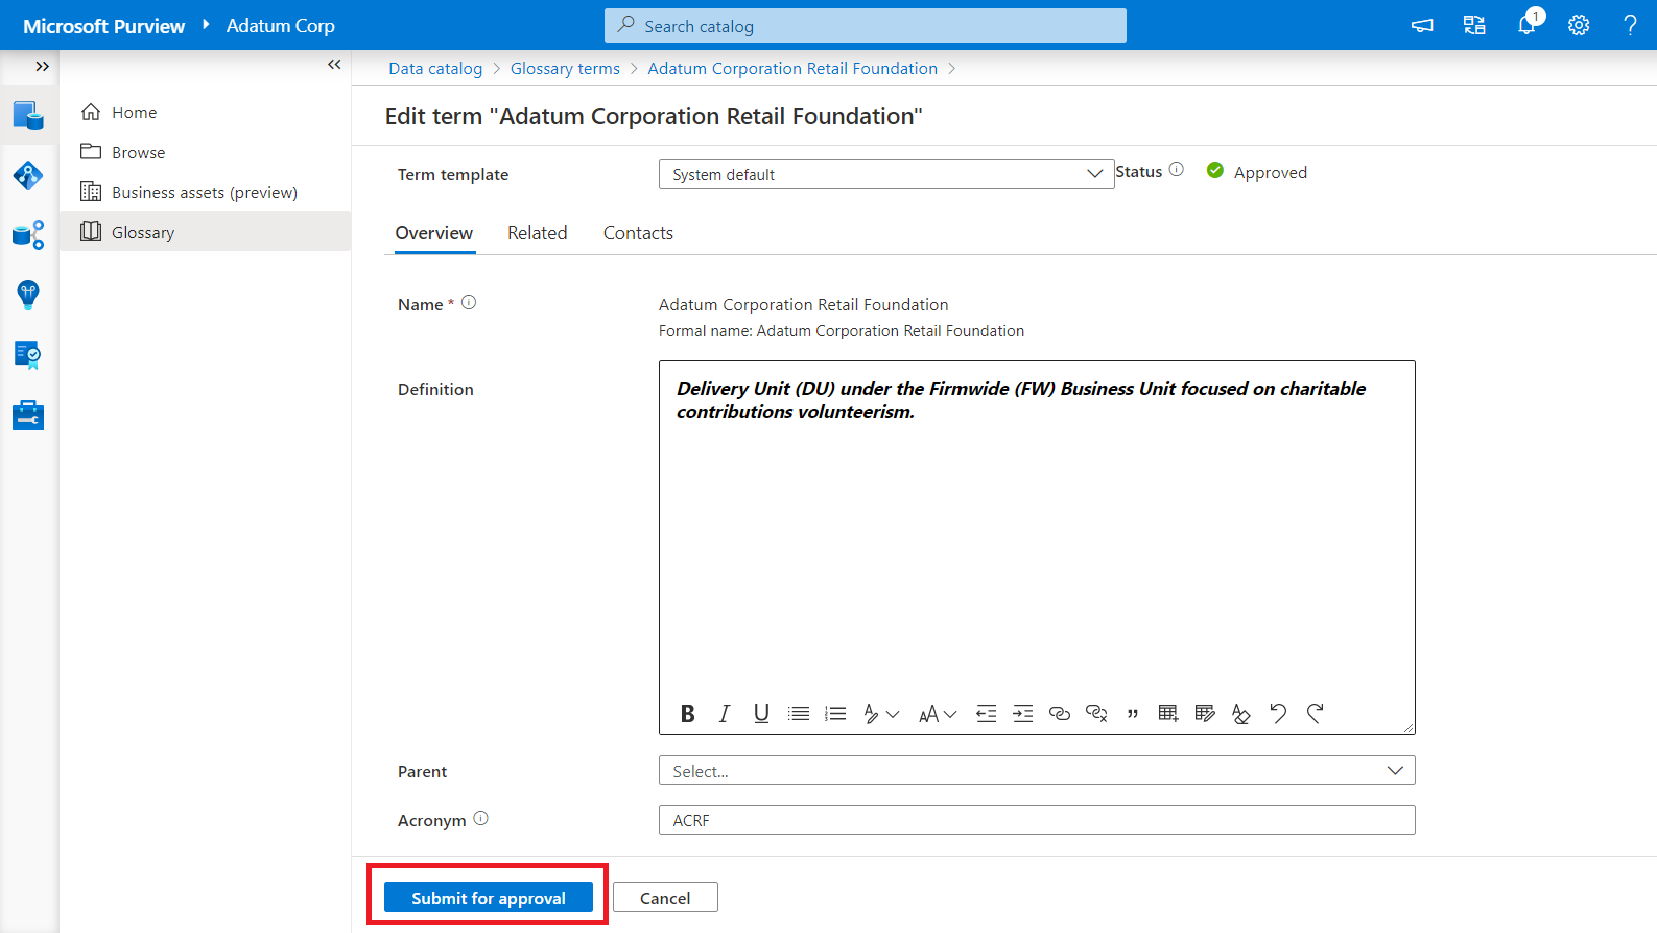 Microsoft Purview
Adatum Corp
Search catalog
1
Home
Browse
Business assets (preview)
Glossary
Data catalog > Glossary terms > Adatum Corporation Retail Foundation >
Edit term "Adatum Corporation Retail Foundation"
Term template
System default
Status
Approved
Overview
Related
Contacts
Name *
Adatum Corporation Retail Foundation
Formal name: Adatum Corporation Retail Foundation
Definition
Delivery Unit (DU) under the Firmwide (FW) Business Unit focused on charitable
contributions volunteerism.
Parent
Select...
Acronym
ACRF
Submit for approval
Cancel